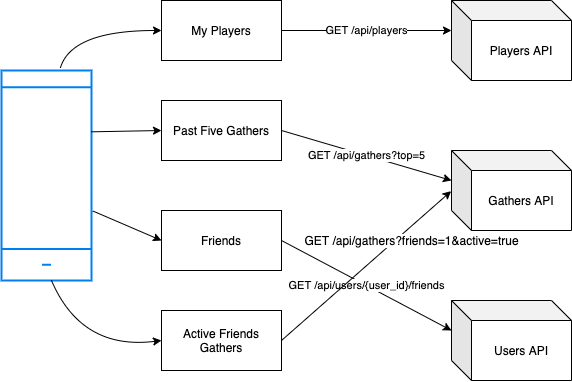 My Players
GET /api/players
Players API
Past Five Gathers
GET /api/gathers?top=5
Gathers API
Friends
GET /api/gathers?friends=1&active=true
GET /api/users/{user_id}/friends
Active Friends
Gathers
Users API